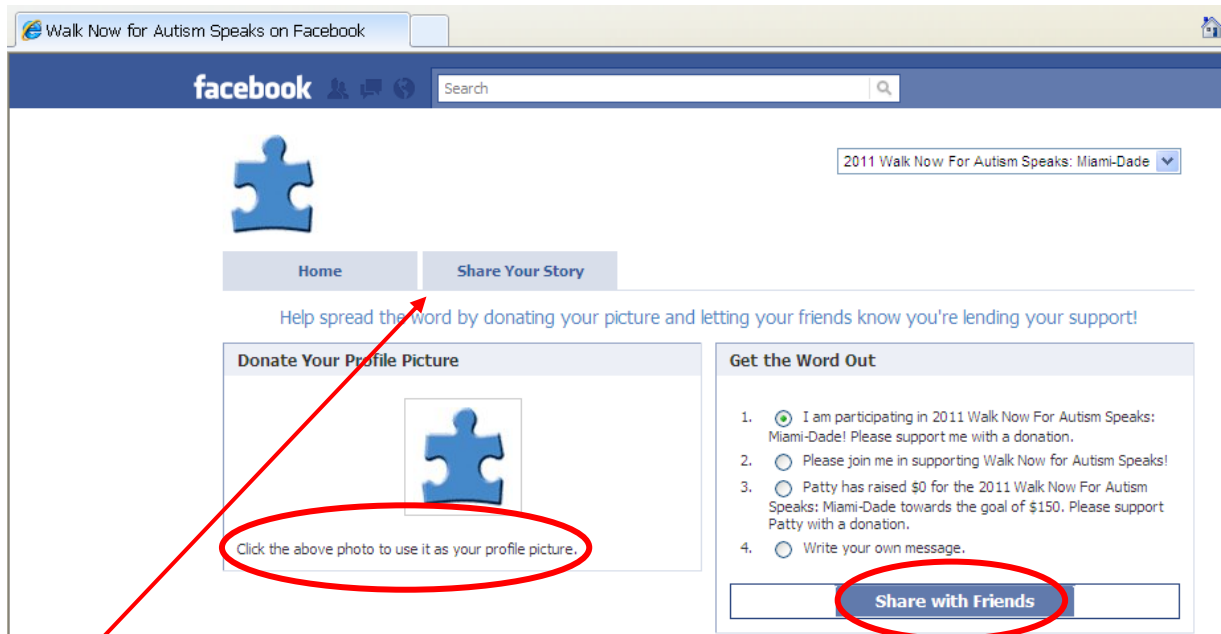 Walk Now for Autism Speaks on Facebook
facebook
Search
2011 Walk Now For Autism Speaks: Miami-Dade
Home
Share Your Story
Help spread the word by donating your picture and letting your friends know you're lending your support!
Donate Your Profile Picture
Click the above photo to use it as your profile picture.
Get the Word Out
1. I am participating in 2011 Walk Now For Autism Speaks:
Miami-Dade! Please support me with a donation.
2. Please join me in supporting Walk Now for Autism Speaks!
3. Patty has raised $0 for the 2011 Walk Now For Autism
Speaks: Miami-Dade towards the goal of $150. Please support
Patty with a donation.
4. Write your own message.
Share with Friends